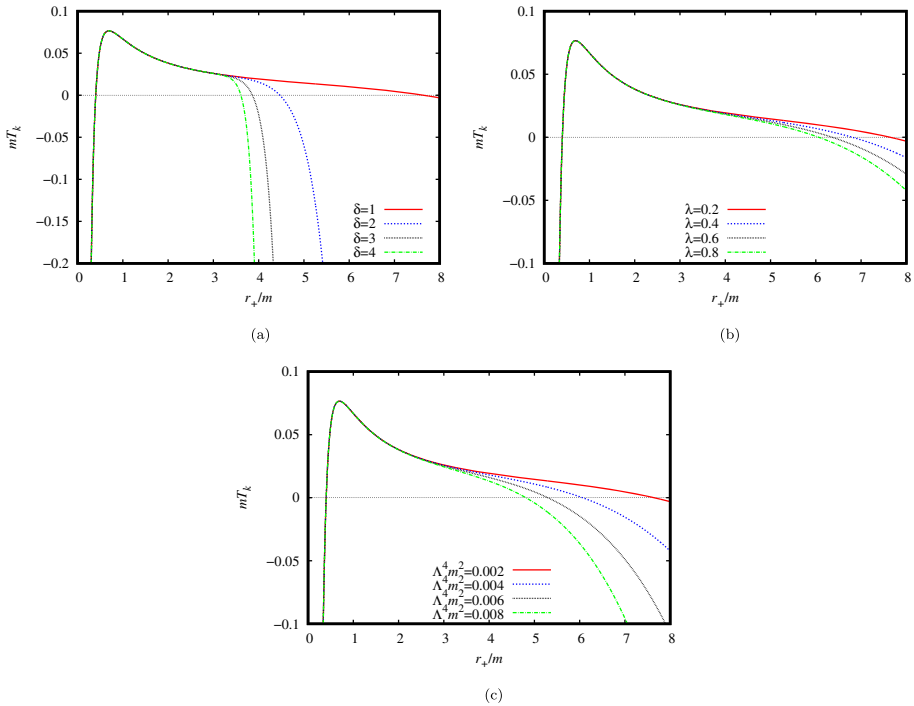 0.1
0.05
0
−0.05
−0.1
−0.15
−0.2
mT_k
δ=1
δ=2
δ=3
δ=4
0 1 2 3 4 5 6 7 8
r_+/m
(a)
0.1
0.05
0
−0.05
−0.1
mT_k
λ=0.2
λ=0.4
λ=0.6
λ=0.8
0 1 2 3 4 5 6 7 8
r_+/m
(b)
0.1
0.05
0
−0.05
−0.1
mT_k
Λ^4m^2=0.002
Λ^4m^2=0.004
Λ^4m^2=0.006
Λ^4m^2=0.008
0 1 2 3 4 5 6 7 8
r_+/m
(c)